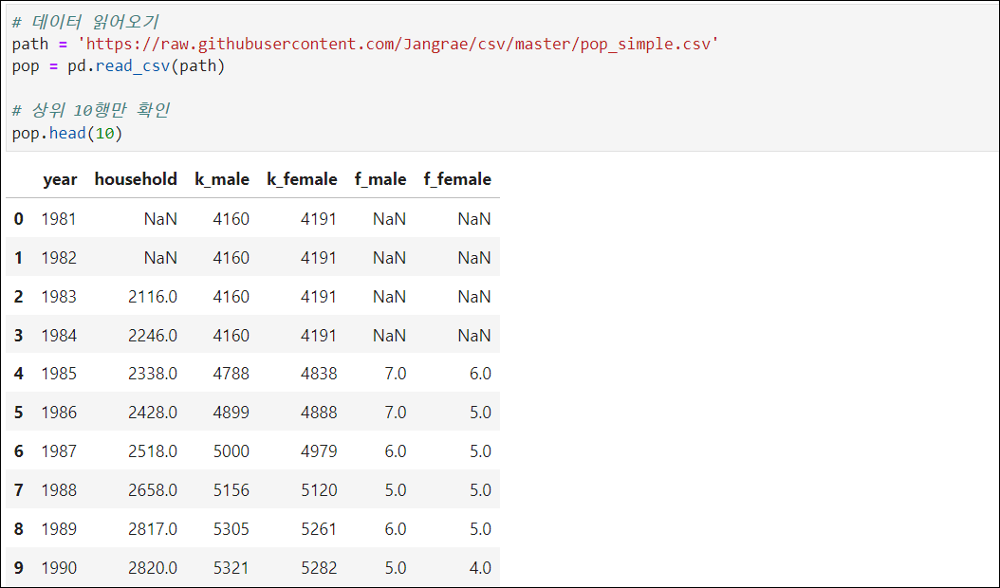 # 데이터 읽어오기
path = 'https://raw.githubusercontent.com/Jangrae/csv/master/pop_simple.csv'
pop = pd.read_csv(path)
# 상위 10행만 확인
pop.head(10)
year household k_male k_female f_male f_female
0 1981 NaN 4160 4191 NaN NaN
1 1982 NaN 4160 4191 NaN NaN
2 1983 2116.0 4160 4191 NaN NaN
3 1984 2246.0 4160 4191 NaN NaN
4 1985 2338.0 4788 4838 7.0 6.0
5 1986 2428.0 4899 4888 7.0 5.0
6 1987 2518.0 5000 4979 6.0 5.0
7 1988 2658.0 5156 5120 5.0 5.0
8 1989 2817.0 5305 5261 6.0 5.0
9 1990 2820.0 5321 5282 5.0 4.0